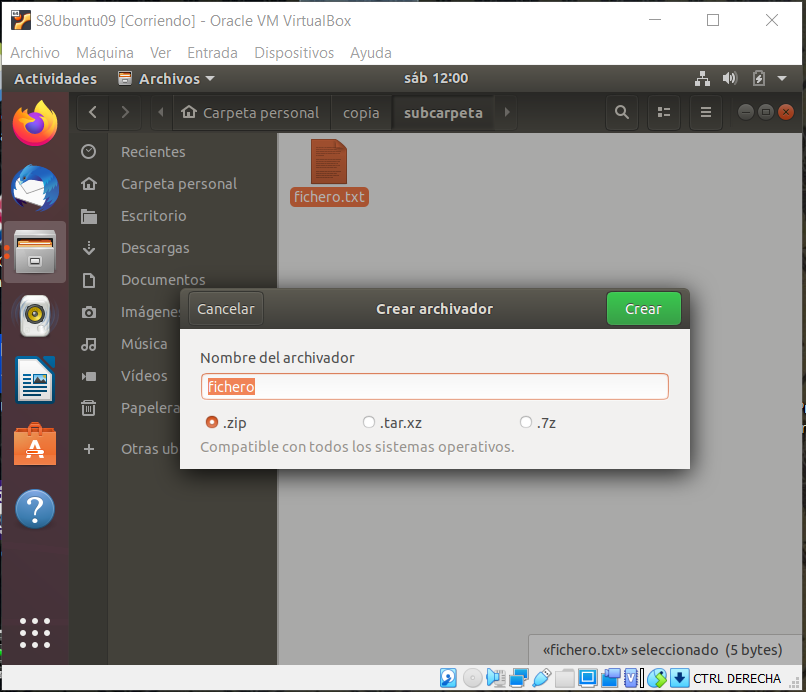 S8Ubuntu09 [Corriendo] - Oracle VM VirtualBox
Archivo Máquina Ver Entrada Dispositivos Ayuda
Actividades Archivos sáb 12:00
Carpeta personal copia subcarpeta
Recientes
Carpeta personal
Escritorio
Descargas
Documentos
Imágenes
Música
Vídeos
Papelera
Otras ub
fichero.txt
Cancelar Crear archivador Crear
Nombre del archivador
fichero
.zip .tar.xz .7z
Compatible con todos los sistemas operativos.
«fichero.txt» seleccionado (5 bytes)
CTRL DERECHA